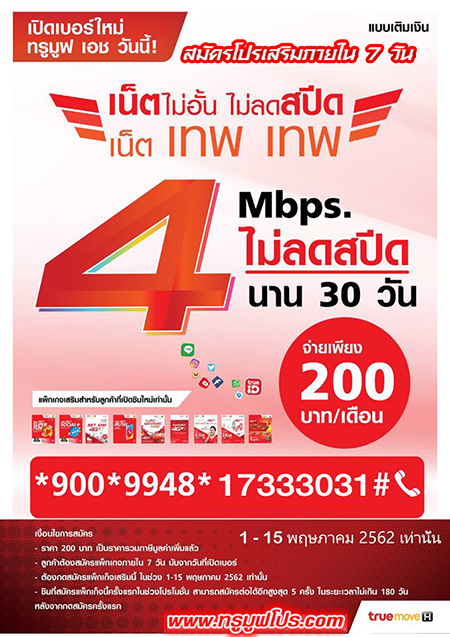 เปิดเบอร์ใหม่
ทรูมูฟ เอช วันนี้!
แบบเติมเงิน
สมัครโปรเสริมภายใน 7 วัน
เน็ตไม่อั้น ไม่ลดสปีด
เน็ต เทพ เทพ
4 Mbps.
ไม่ลดสปีด
นาน 30 วัน
จ่ายเพียง
200
บาท/เดือน
true iD
แพ็กเกจเสริมสำหรับลูกค้าที่เปิดซิมใหม่เท่านั้น
*900*9948*17333031#
เงื่อนไขการสมัคร
1 - 15 พฤษภาคม 2562 เท่านั้น
- ราคา 200 บาท เป็นราคารวมภาษีมูลค่าเพิ่มแล้ว
- ลูกค้าต้องสมัครแพ็กเกจภายใน 7 วัน นับจากวันที่เปิดเบอร์
- ต้องกดสมัครแพ็กเก็จเสริมนี้ ในช่วง 1-15 พฤษภาคม 2562 เท่านั้น
- ซิมที่สมัครแพ็กเก็จนี้ครั้งแรกในช่วงโปรโมชั่น สามารถสมัครต่อได้อีกสูงสุด 5 ครั้ง ในระยะเวลาไม่เกิน 180 วัน
หลังจากกดสมัครครั้งแรก
www.ทรูมูฟโปร.com
truemove H